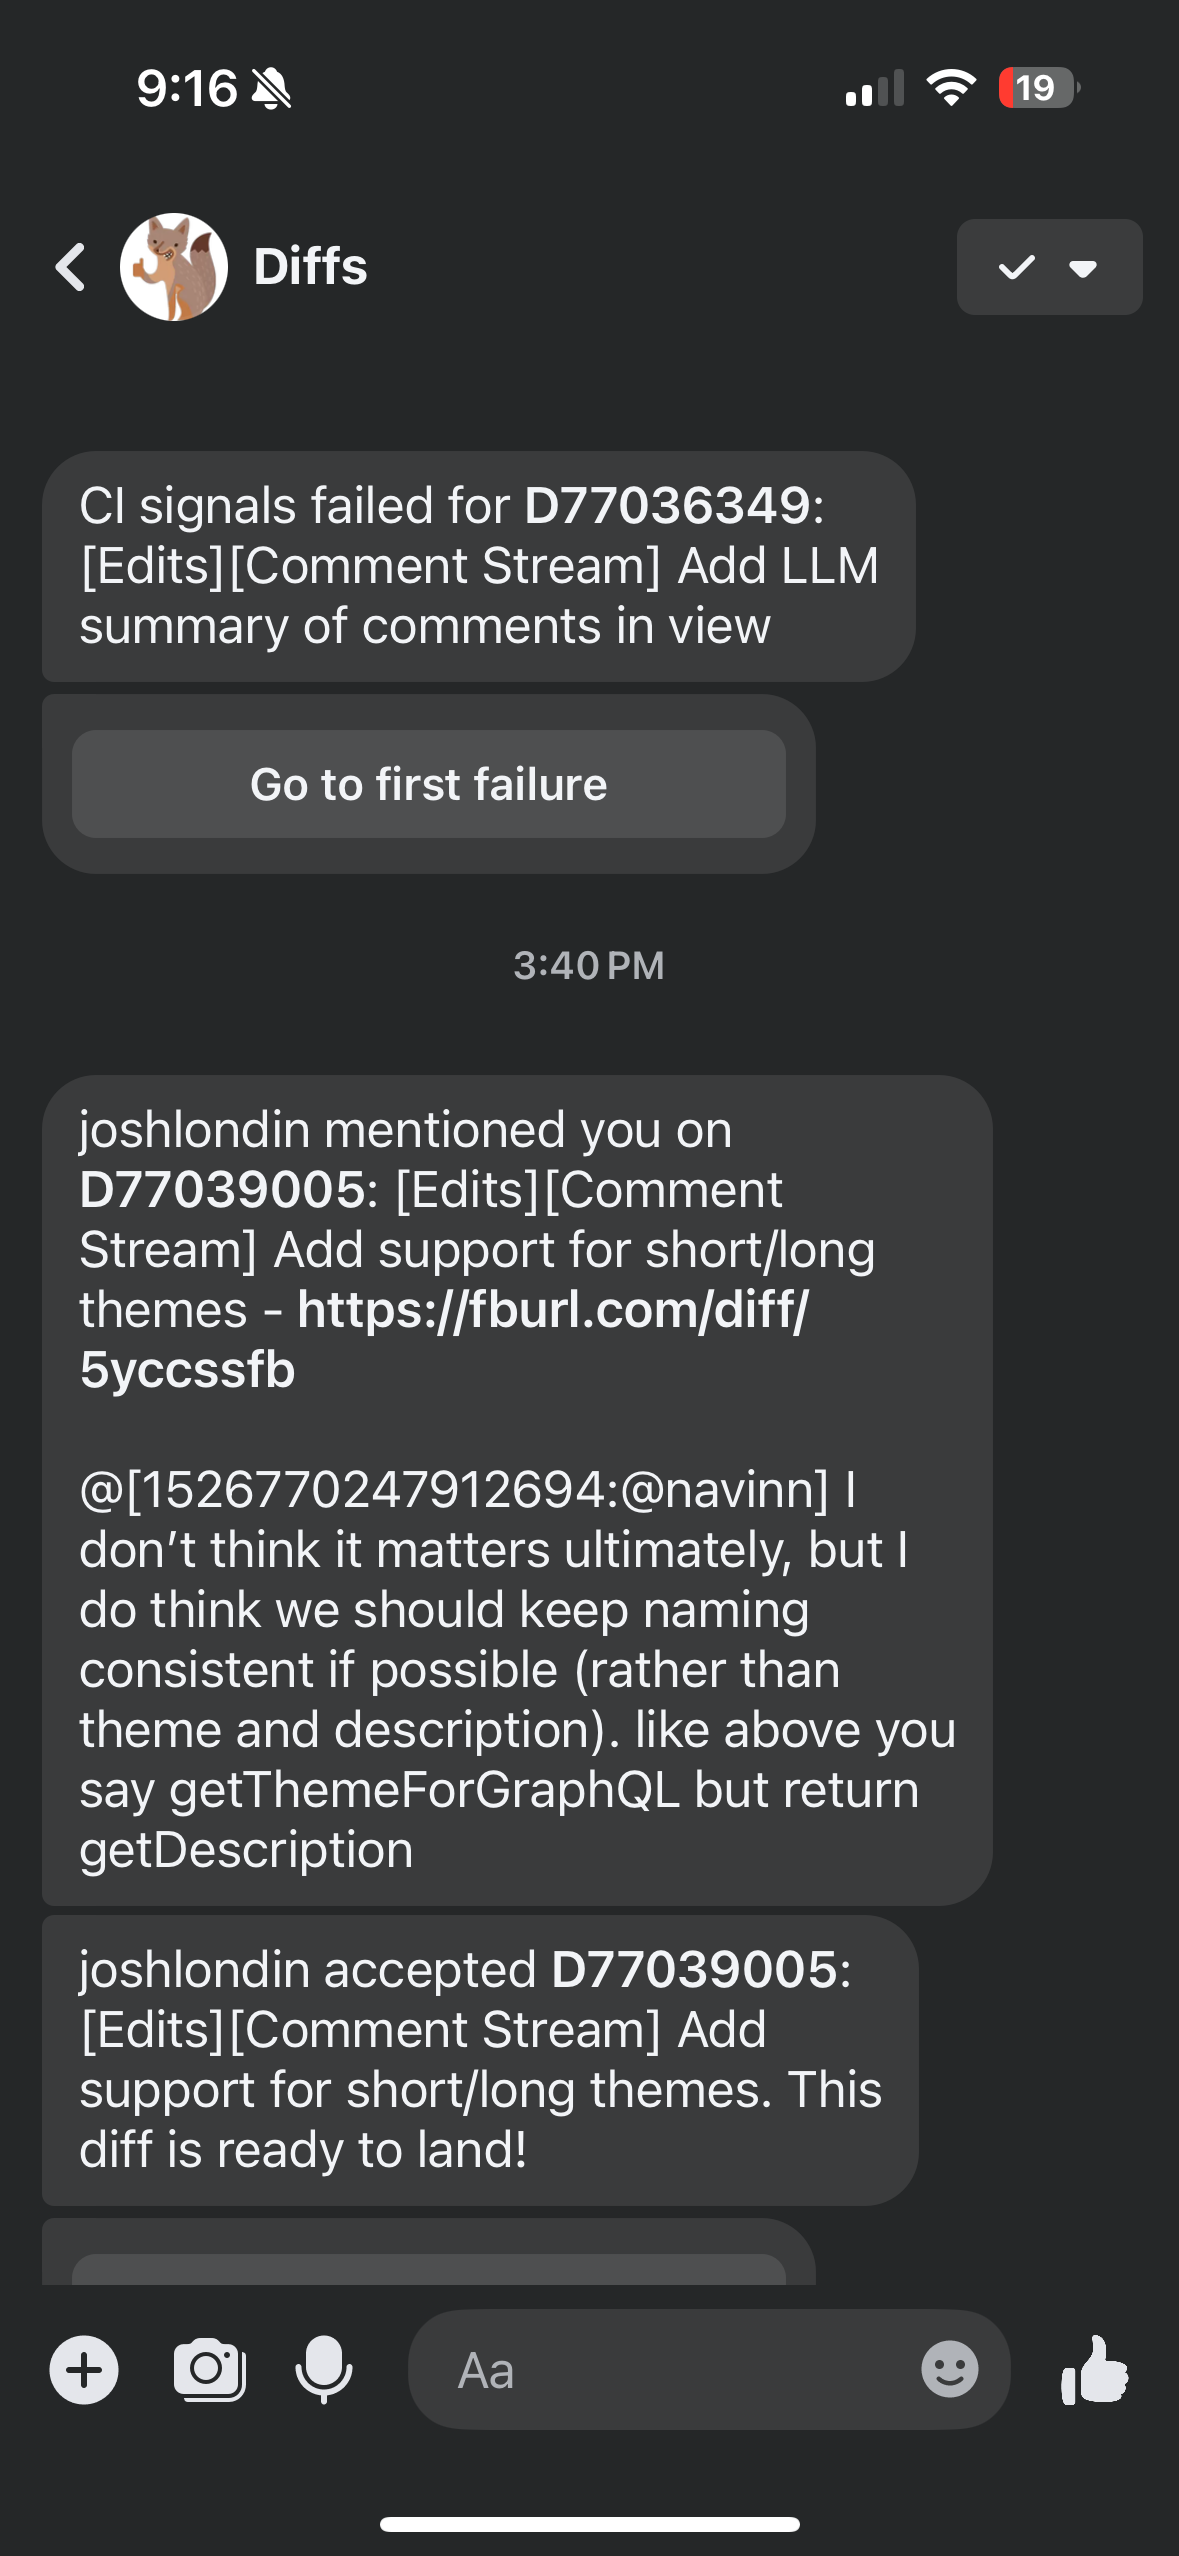 9:16
19
Diffs
CI signals failed for D77036349:
[Edits][Comment Stream] Add LLM
summary of comments in view
Go to first failure
3:40 PM
joshlondin mentioned you on
D77039005: [Edits][Comment
Stream] Add support for short/long
themes - https://fburl.com/diff/
5yccssfb
@[1526770247912694:@navinn] I
don’t think it matters ultimately, but I
do think we should keep naming
consistent if possible (rather than
theme and description). like above you
say getThemeForGraphQL but return
getDescription
joshlondin accepted D77039005:
[Edits][Comment Stream] Add
support for short/long themes. This
diff is ready to land!
Aa